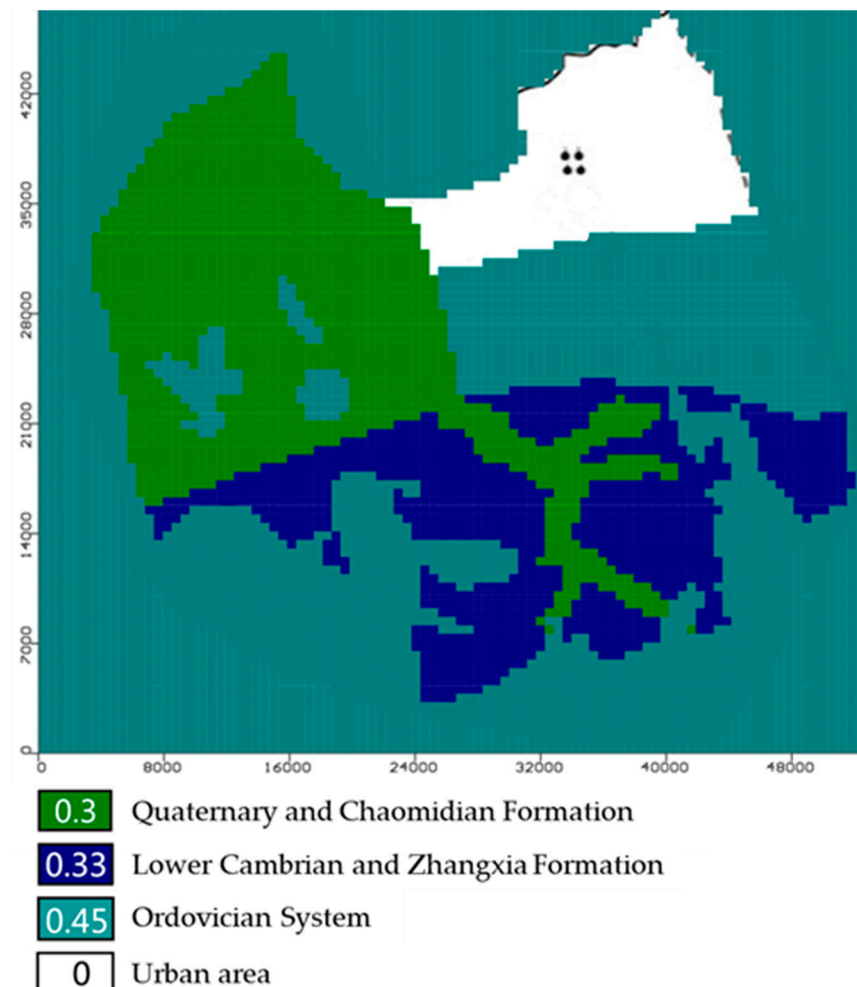 42000
35000
28000
21000
14000
7000
0
0 8000 16000 24000 32000 40000 48000
0.3 Quaternary and Chaomidian Formation
0.33 Lower Cambrian and Zhangxia Formation
0.45 Ordovician System
0 Urban area